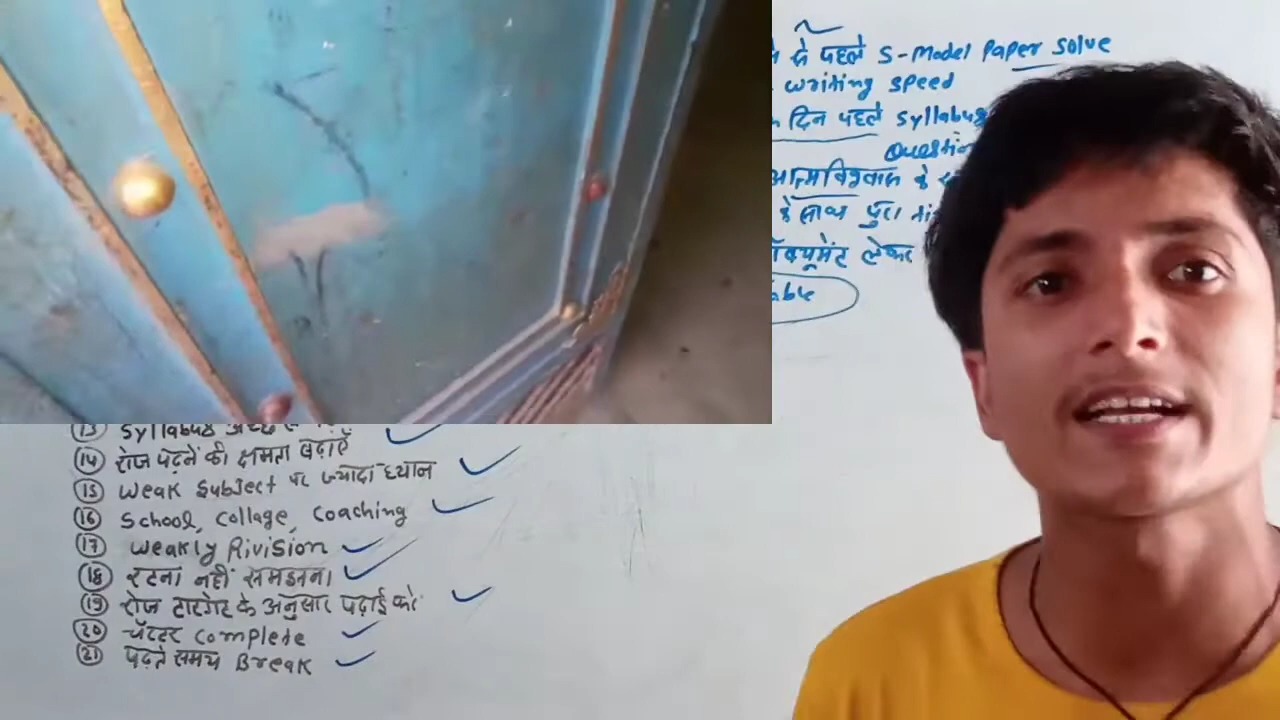 से पहले 5-Model Paper solve
writing speed
दिन पहले Syllabus
Question
आत्मविश्वास के
के साथ पुरा
लेकर
13 Syllabus
14 रोज पढ़ने की क्षमता बढ़ाएँ
15 Weak Subject पर ज्यादा ध्यान
16 School, Collage, Coaching
17 Weakly Rivision
18 रटना नहीं समझना
19 रोज टारगेट के अनुसार पढ़ाई करें
20 चैप्टर Complete
21 पढ़ते समय Break